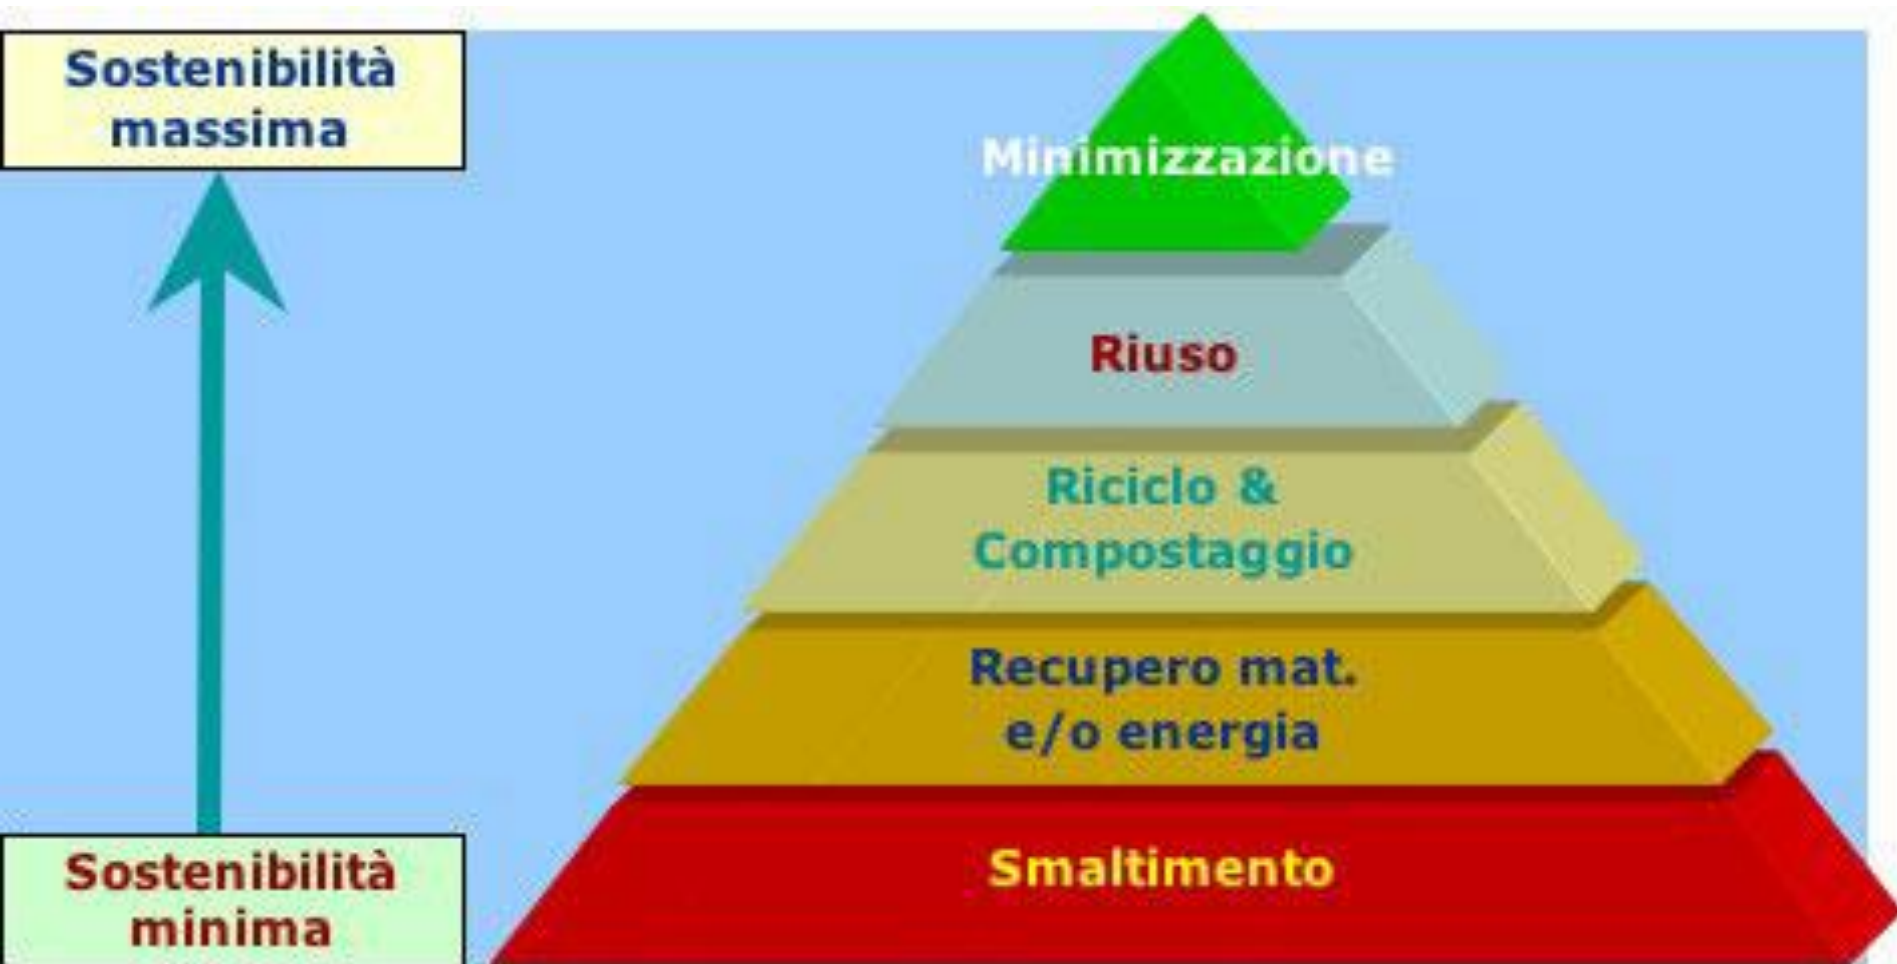 Sostenibilità
massima
Minimizzazione
Riuso
Riciclo &
Compostaggio
Recupero mat.
e/o energia
Smaltimento
Sostenibilità
minima